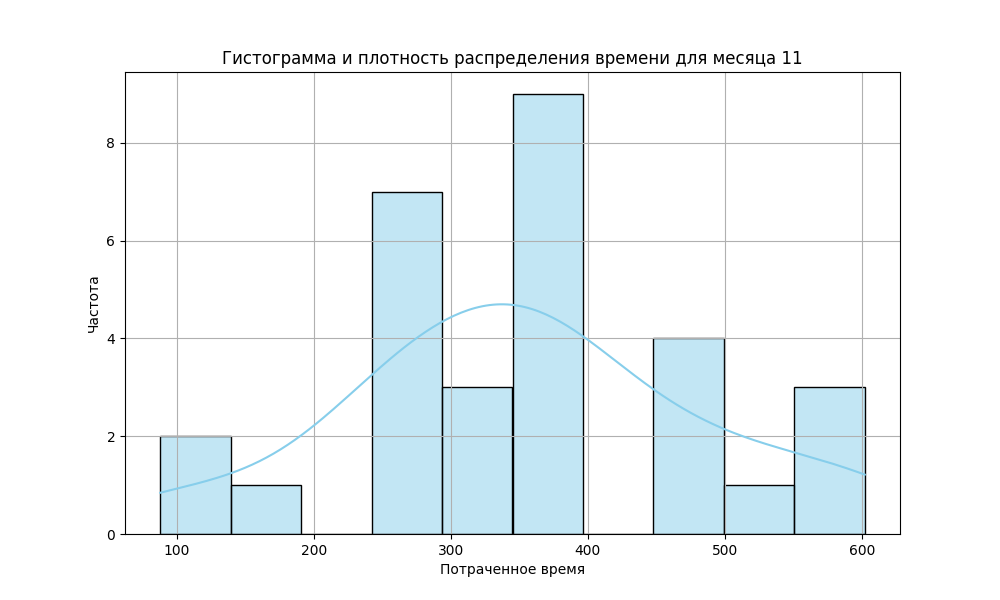 Гистограмма и плотность распределения времени для месяца 11
Частота
8
6
4
2
0
100 200 300 400 500 600
Потраченное время